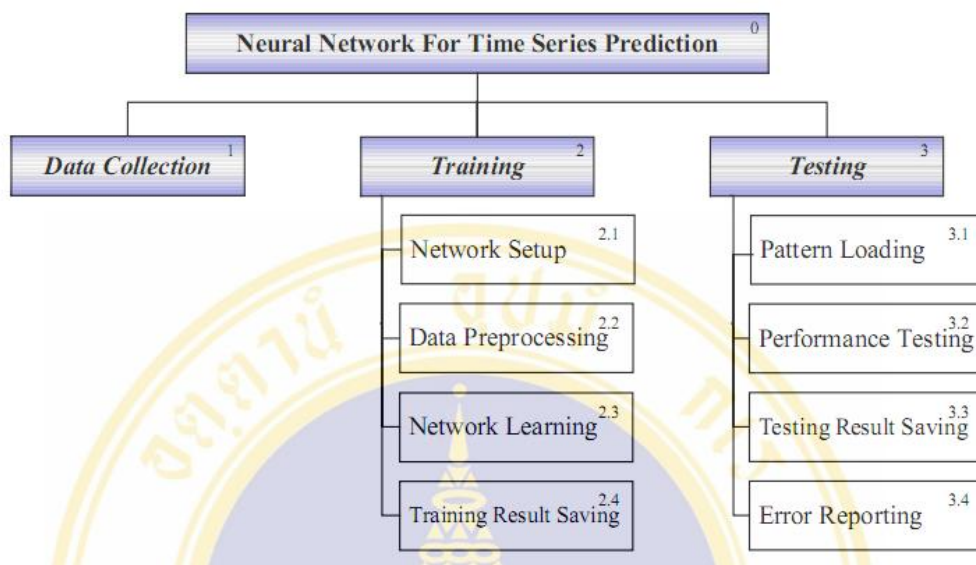 Neural Network For Time Series Prediction 0
Data Collection 1
Training 2
Testing 3
Network Setup 2.1
Data Preprocessing 2.2
Network Learning 2.3
Training Result Saving 2.4
Pattern Loading 3.1
Performance Testing 3.2
Testing Result Saving 3.3
Error Reporting 3.4